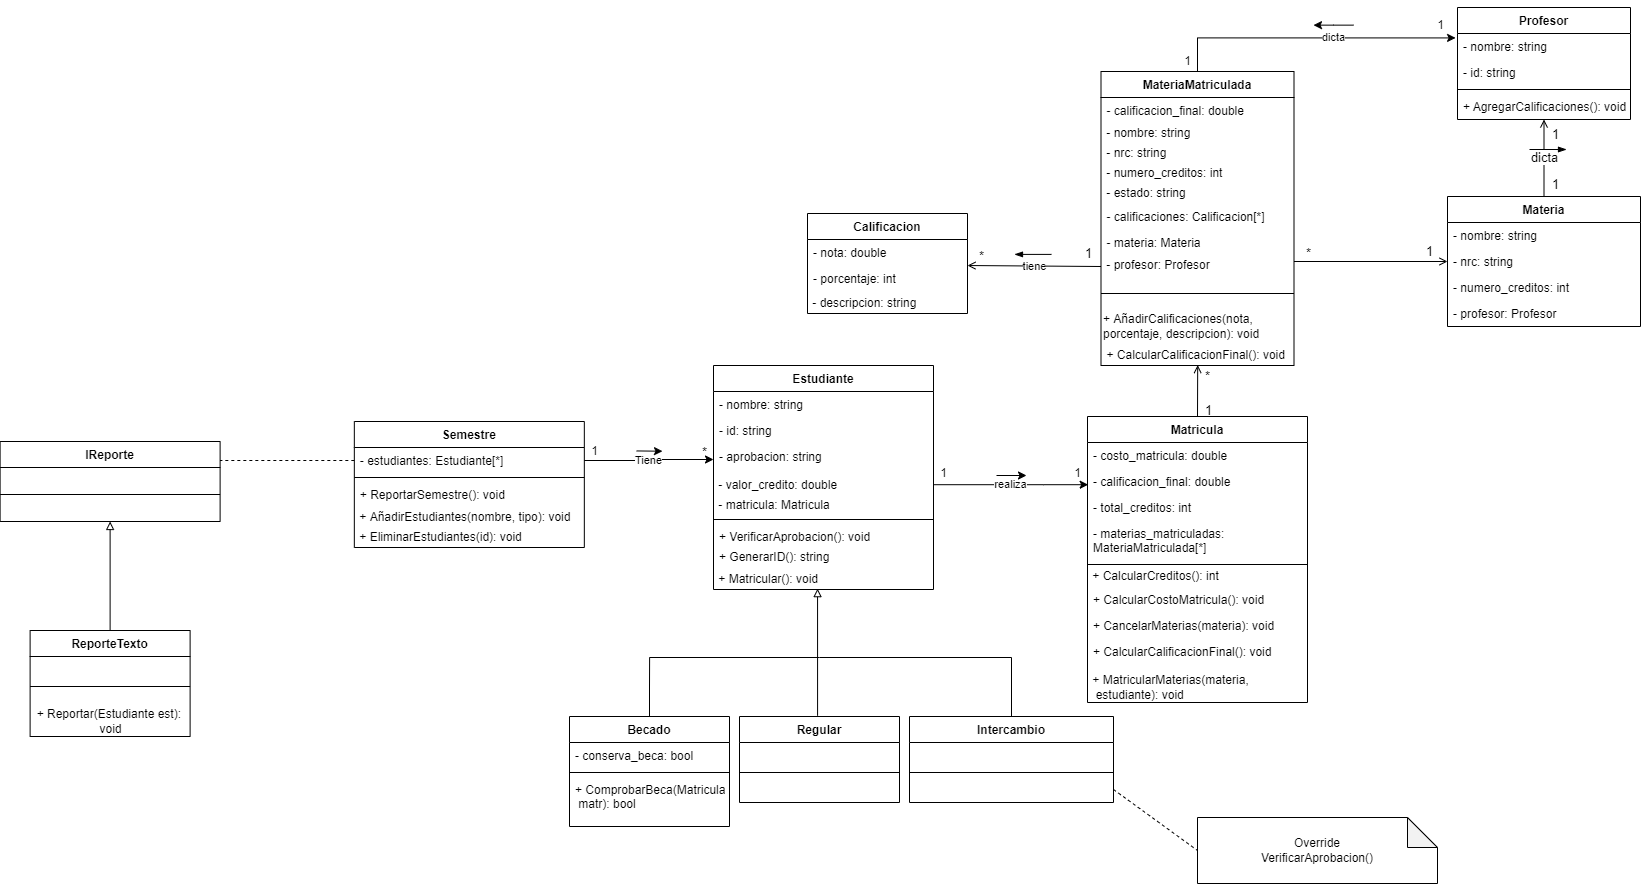 Profesor
- nombre: string
- id: string
+ AgregarCalificaciones(): void
1
dicta
1
MateriaMatriculada
- calificacion_final: double
- nombre: string
- nrc: string
- numero_creditos: int
- estado: string
- calificaciones: Calificacion[*]
- materia: Materia
- profesor: Profesor
+ AñadirCalificaciones(nota,
porcentaje, descripcion): void
+ CalcularCalificacionFinal(): void
1
dicta
1
Materia
- nombre: string
- nrc: string
- numero_creditos: int
- profesor: Profesor
*
1
Calificacion
- nota: double
- porcentaje: int
- descripcion: string
*
tiene
1
*
1
Estudiante
- nombre: string
- id: string
- aprobacion: string
- valor_credito: double
- matricula: Matricula
+ VerificarAprobacion(): void
+ GenerarID(): string
+ Matricular(): void
1
realiza
1
Matricula
- costo_matricula: double
- calificacion_final: double
- total_creditos: int
- materias_matriculadas:
MateriaMatriculada[*]
+ CalcularCreditos(): int
+ CalcularCostoMatricula(): void
+ CancelarMaterias(materia): void
+ CalcularCalificacionFinal(): void
+ MatricularMaterias(materia,
estudiante): void
Semestre
- estudiantes: Estudiante[*]
+ ReportarSemestre(): void
+ AñadirEstudiantes(nombre, tipo): void
+ EliminarEstudiantes(id): void
1
Tiene
*
IReporte
ReporteTexto
+ Reportar(Estudiante est):
void
Becado
- conserva_beca: bool
+ ComprobarBeca(Matricula
matr): bool
Regular
Intercambio
Override
VerificarAprobacion()